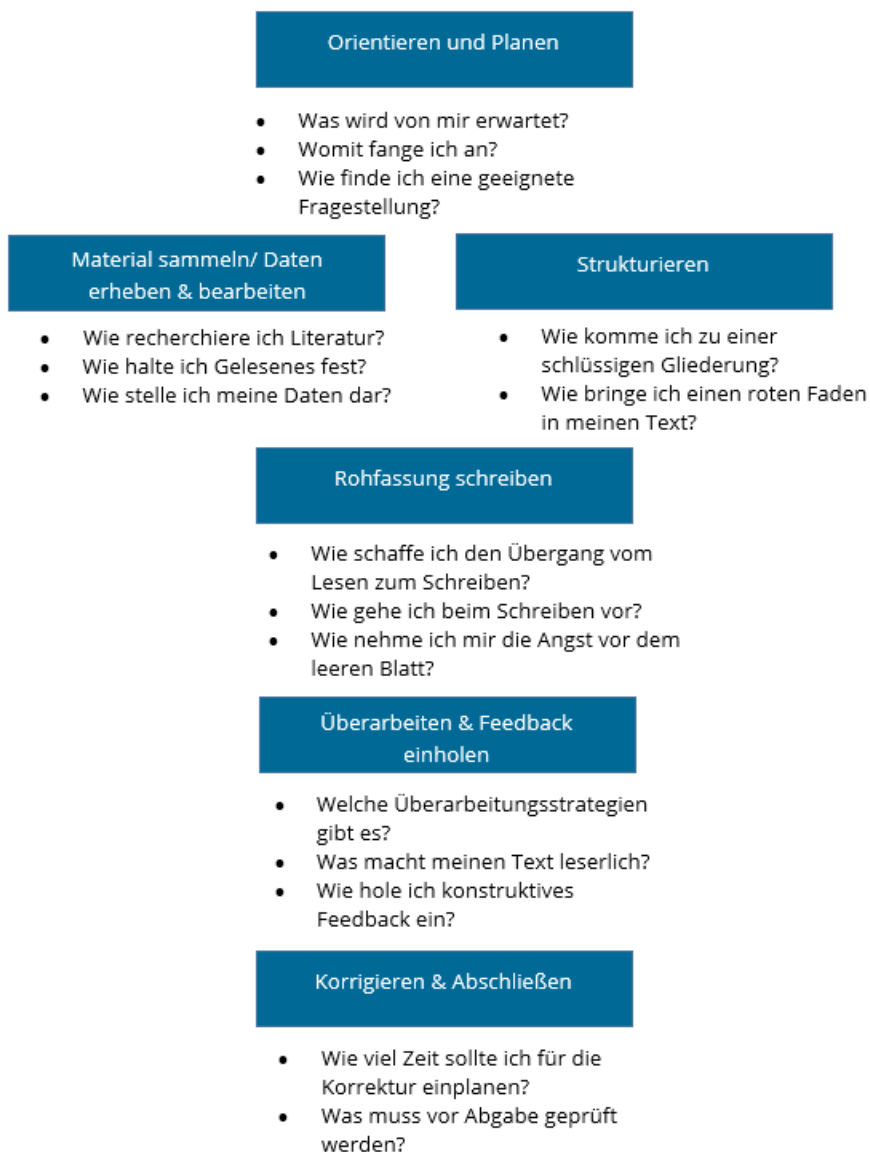 Orientieren und Planen
• Was wird von mir erwartet?
• Womit fange ich an?
• Wie finde ich eine geeignete
Fragestellung?
Material sammeln/ Daten
erheben & bearbeiten
• Wie recherchiere ich Literatur?
• Wie halte ich Gelesenes fest?
• Wie stelle ich meine Daten dar?
Strukturieren
• Wie komme ich zu einer
schlüssigen Gliederung?
• Wie bringe ich einen roten Faden
in meinen Text?
Rohfassung schreiben
• Wie schaffe ich den Übergang vom
Lesen zum Schreiben?
• Wie gehe ich beim Schreiben vor?
• Wie nehme ich mir die Angst vor dem
leeren Blatt?
Überarbeiten & Feedback
einholen
• Welche Überarbeitungsstrategien
gibt es?
• Was macht meinen Text leserlich?
• Wie hole ich konstruktives
Feedback ein?
Korrigieren & Abschließen
• Wie viel Zeit sollte ich für die
Korrektur einplanen?
• Was muss vor Abgabe geprüft
werden?